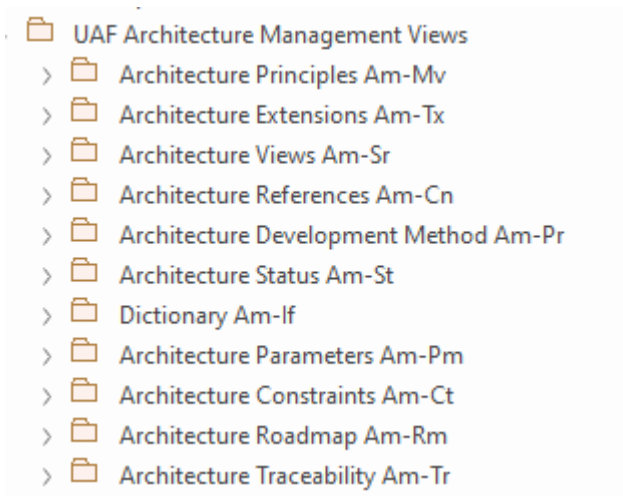 UAF Architecture Management Views
Architecture Principles Am-Mv
Architecture Extensions Am-Tx
Architecture Views Am-Sr
Architecture References Am-Cn
Architecture Development Method Am-Pr
Architecture Status Am-St
Dictionary Am-If
Architecture Parameters Am-Pm
Architecture Constraints Am-Ct
Architecture Roadmap Am-Rm
Architecture Traceability Am-Tr